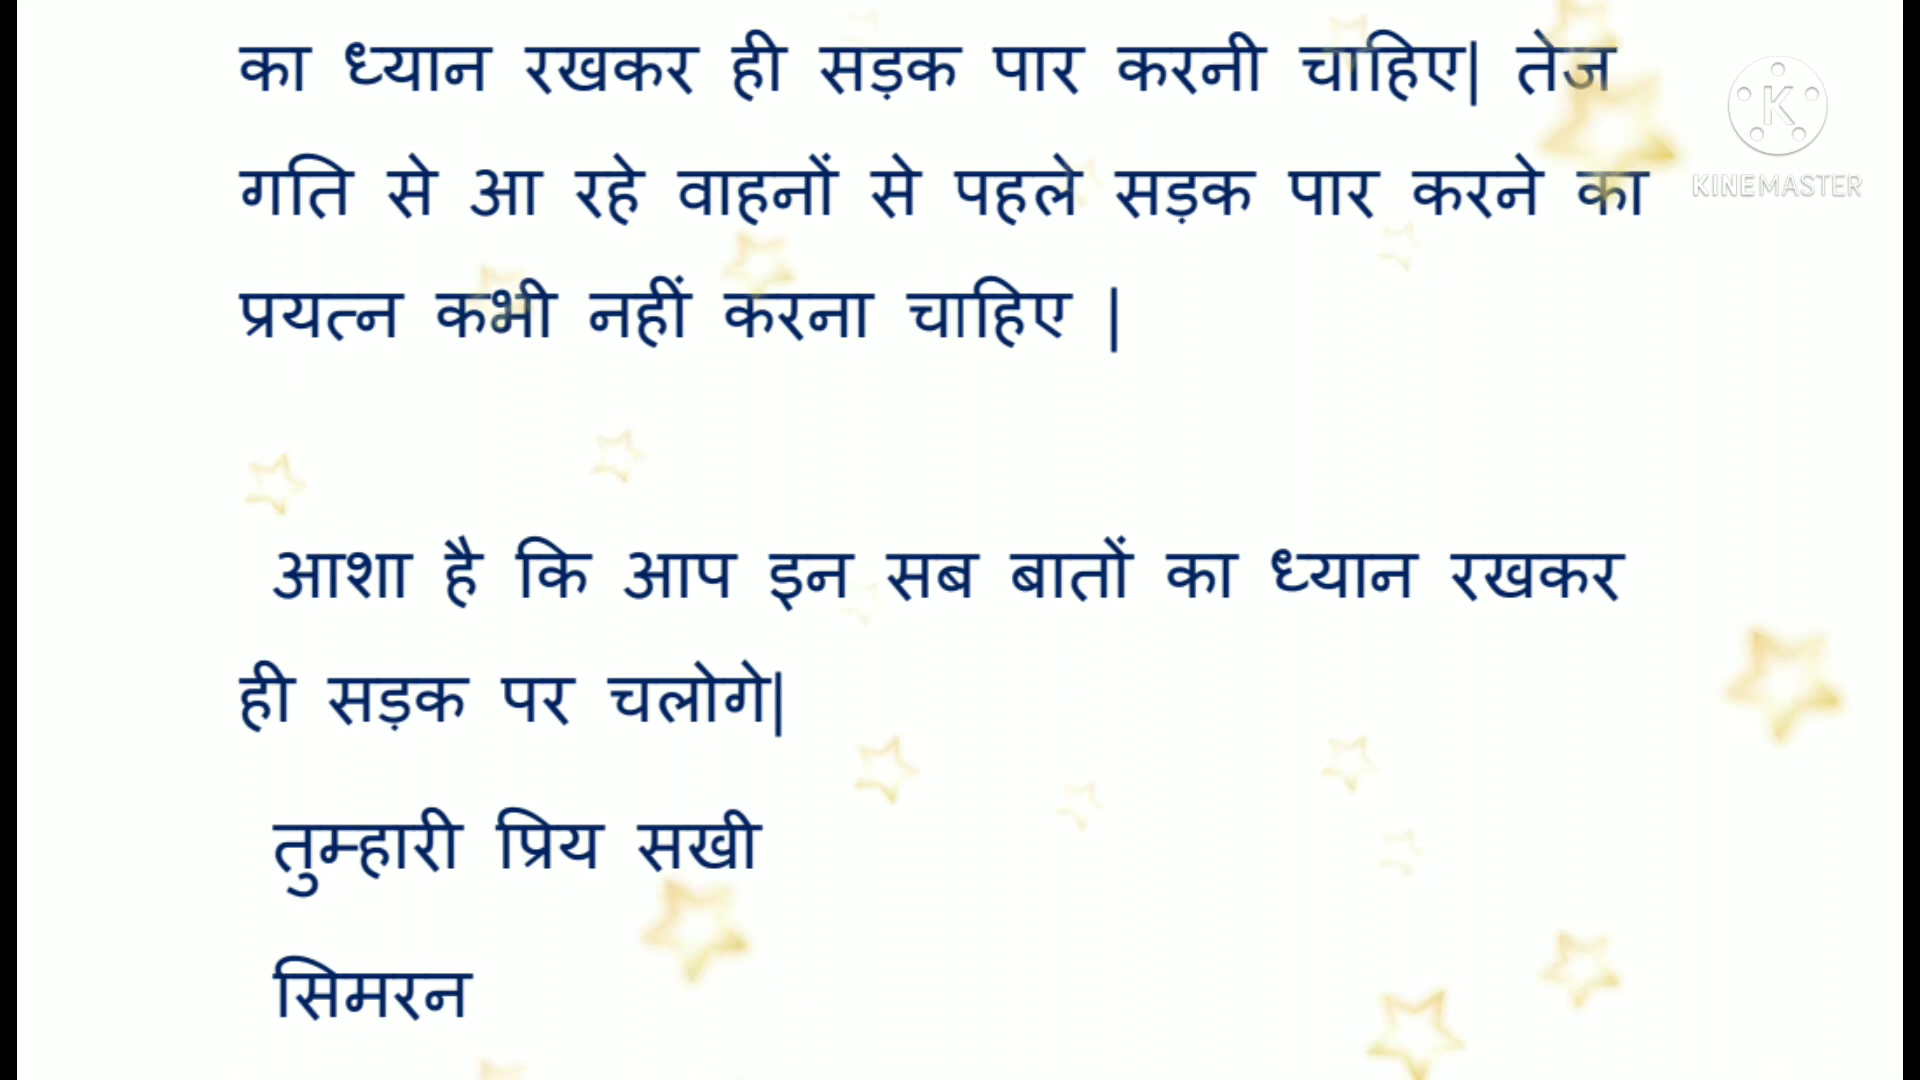 का ध्यान रखकर ही सड़क पार करनी चाहिए| तेज
गति से आ रहे वाहनों से पहले सड़क पार करने का
प्रयत्न कभी नहीं करना चाहिए |
आशा है कि आप इन सब बातों का ध्यान रखकर
ही सड़क पर चलोगे|
तुम्हारी प्रिय सखी
सिमरन
K
KINEMASTER